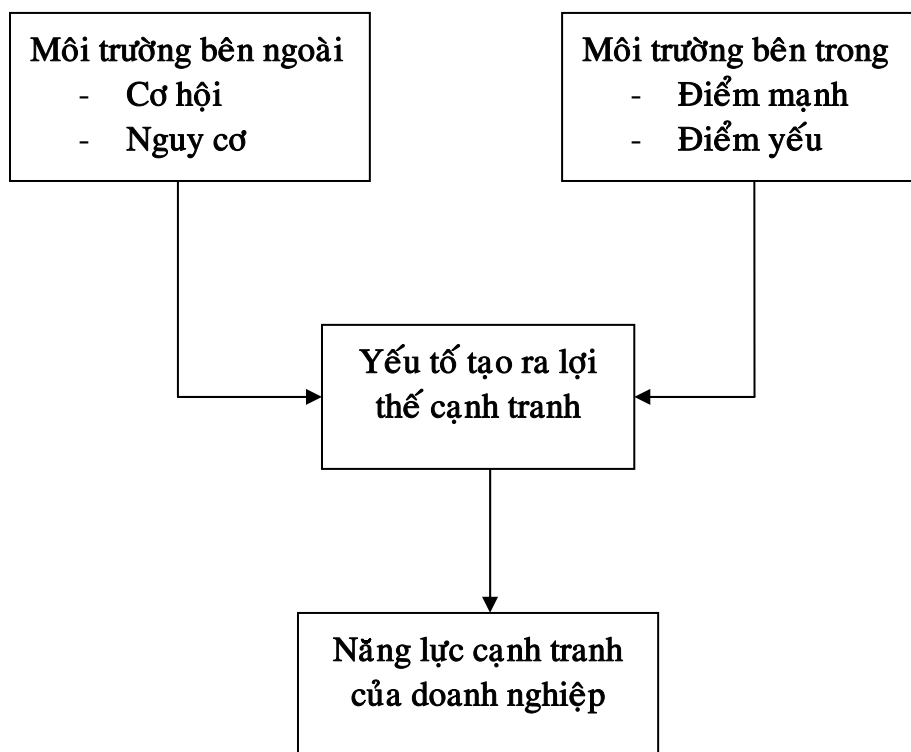 Môi trường bên ngoài
- Cơ hội
- Nguy cơ
Môi trường bên trong
- Điểm mạnh
- Điểm yếu
Yếu tố tạo ra lợi
thế cạnh tranh
Năng lực cạnh tranh
của doanh nghiệp